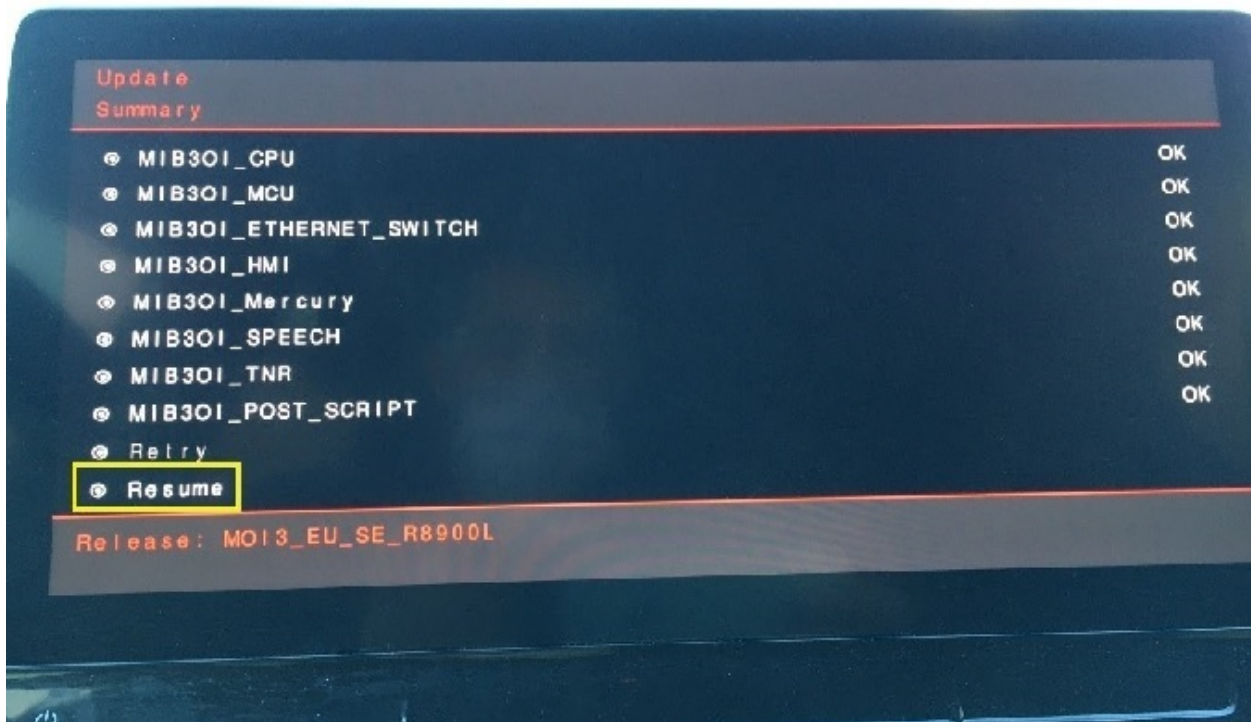 Update
Summary
MIB3OI_CPU OK
MIB3OI_MCU OK
MIB3OI_ETHERNET_SWITCH OK
MIB3OI_HMI OK
MIB3OI_Mercury OK
MIB3OI_SPEECH OK
MIB3OI_TNR OK
MIB3OI_POST_SCRIPT OK
Retry
Resume
Release: MOI3_EU_SE_R8900L